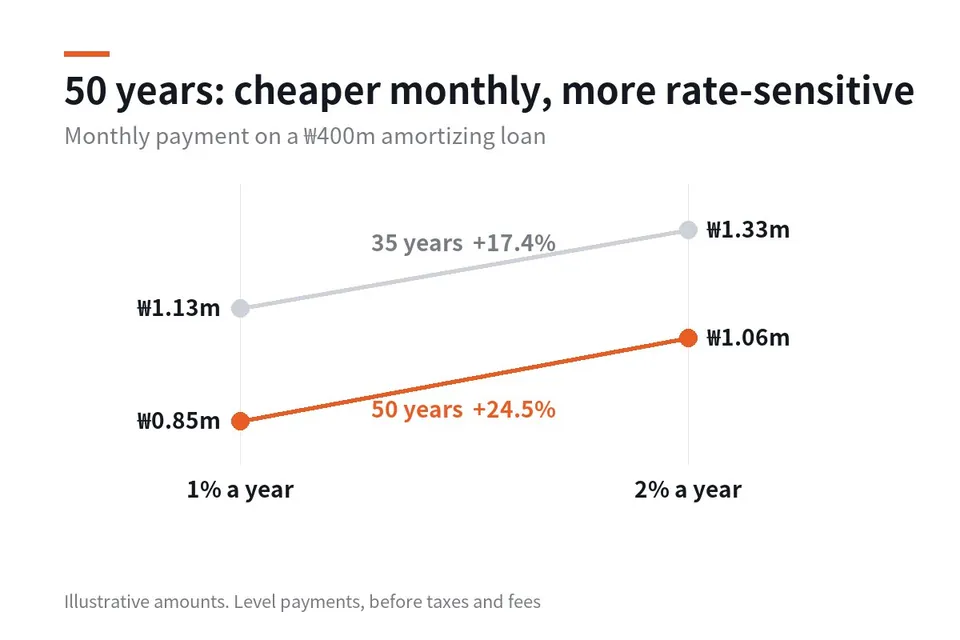 50 years: cheaper monthly, more rate-sensitive
Monthly payment on a ₩400m amortizing loan
₩1.33m
35 years +17.4%
₩1.13m
₩1.06m
50 years +24.5%
₩0.85m
1% a year
2% a year
Illustrative amounts. Level payments, before taxes and fees